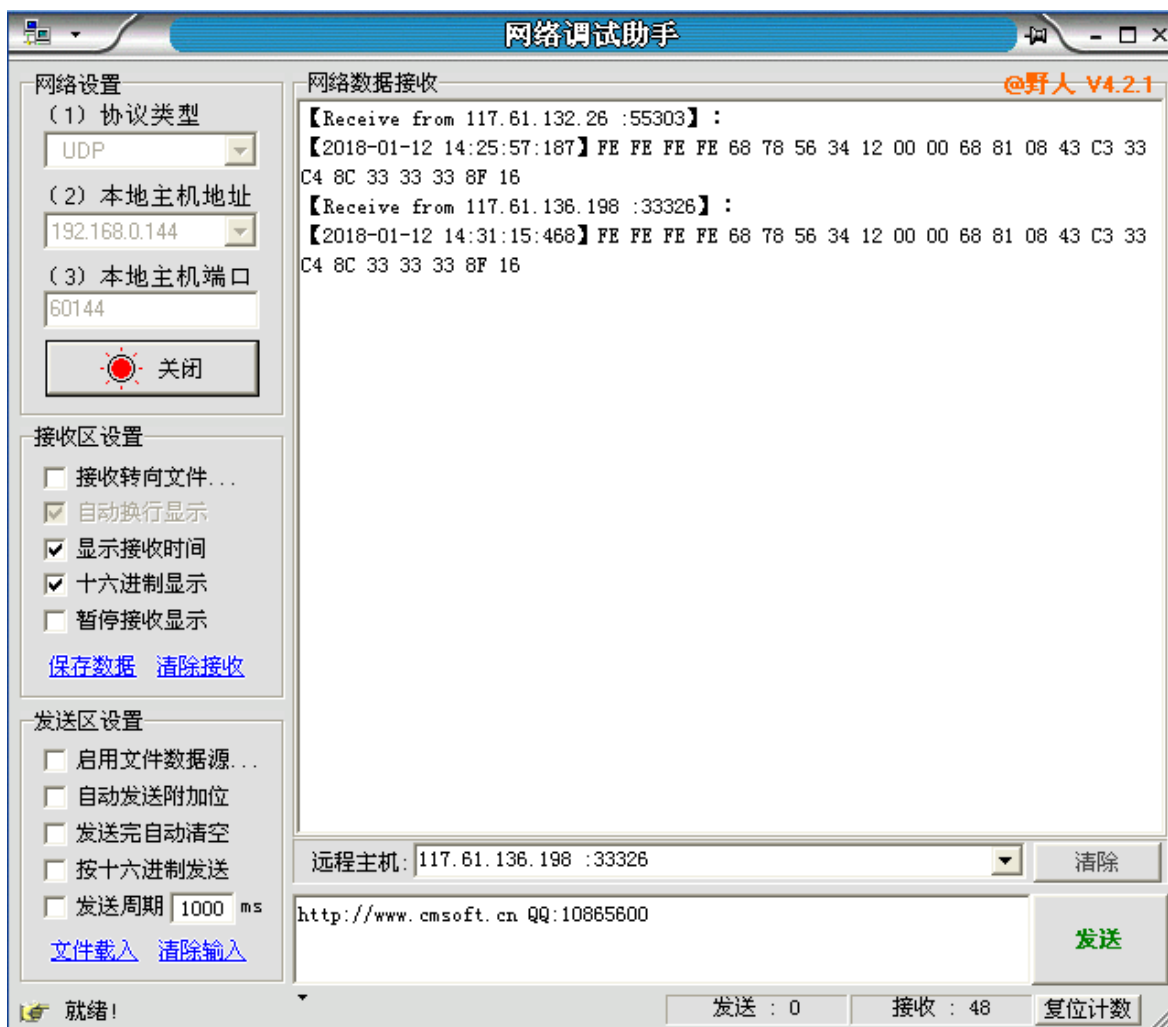 网络调试助手
网络设置
(1) 协议类型
UDP
(2) 本地主机地址
192.168.0.144
(3) 本地主机端口
60144
关闭
接收区设置
接收转向文件...
自动换行显示
显示接收时间
十六进制显示
暂停接收显示
保存数据 清除接收
发送区设置
启用文件数据源...
自动发送附加位
发送完自动清空
按十六进制发送
发送周期 1000 ms
文件载入 清除输入
网络数据接收
@野人 V4.2.1
【Receive from 117.61.132.26 :55303】:
【2018-01-12 14:25:57:187】FE FE FE FE 68 78 56 34 12 00 00 68 81 08 43 C3 33
C4 8C 33 33 33 8F 16
【Receive from 117.61.136.198 :33326】:
【2018-01-12 14:31:15:468】FE FE FE FE 68 78 56 34 12 00 00 68 81 08 43 C3 33
C4 8C 33 33 33 8F 16
远程主机: 117.61.136.198 :33326
清除
http://www.cmsoft.cn QQ:10865600
发送
就绪!
发送 : 0
接收 : 48
复位计数